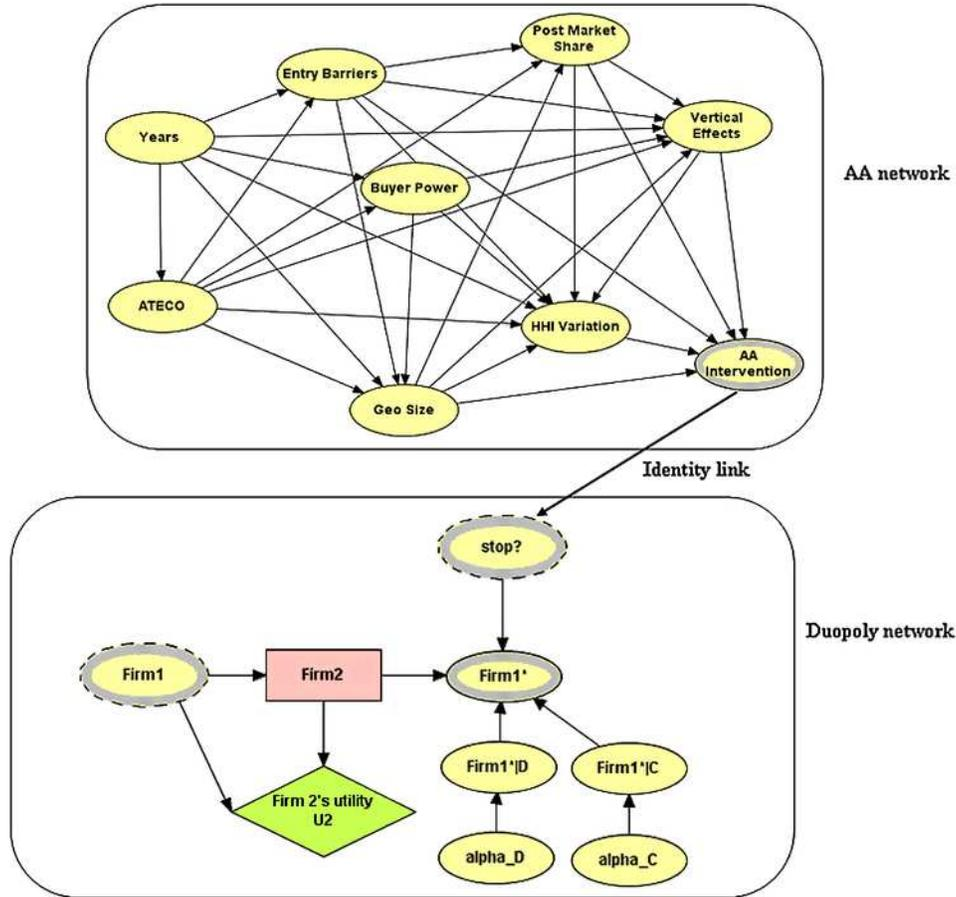 Post Market
Share
Entry Barriers
Vertical
Effects
Years
AA network
Buyer Power
ATECO
HHI Variation
AA
Intervention
Geo Size
Identity link
stop?
Duopoly network
Firm1
Firm2
Firm1*
Firm1*|D
Firm1*|C
Firm 2's utility
U2
alpha_D
alpha_C